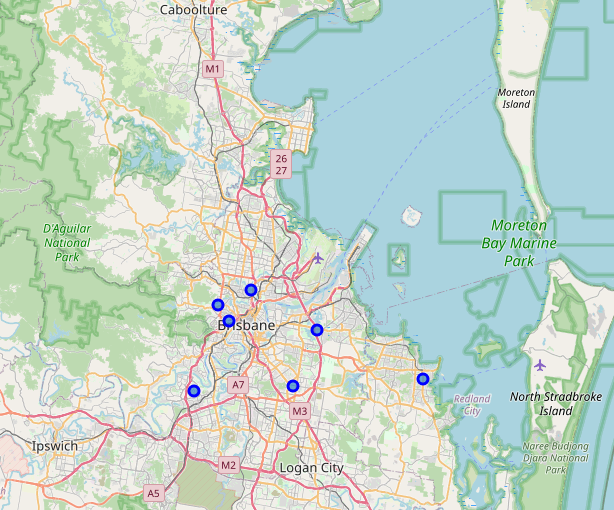 Caboolture
M1
Moreton
Island
26
27
D'Aguilar
National
Park
Moreton
Bay Marine
Park
Brisbane
A7
M3
Redland
City
North Stradbroke
Island
Ipswich
M2
Logan City
Naree Budjong
Djara National
Park
A5